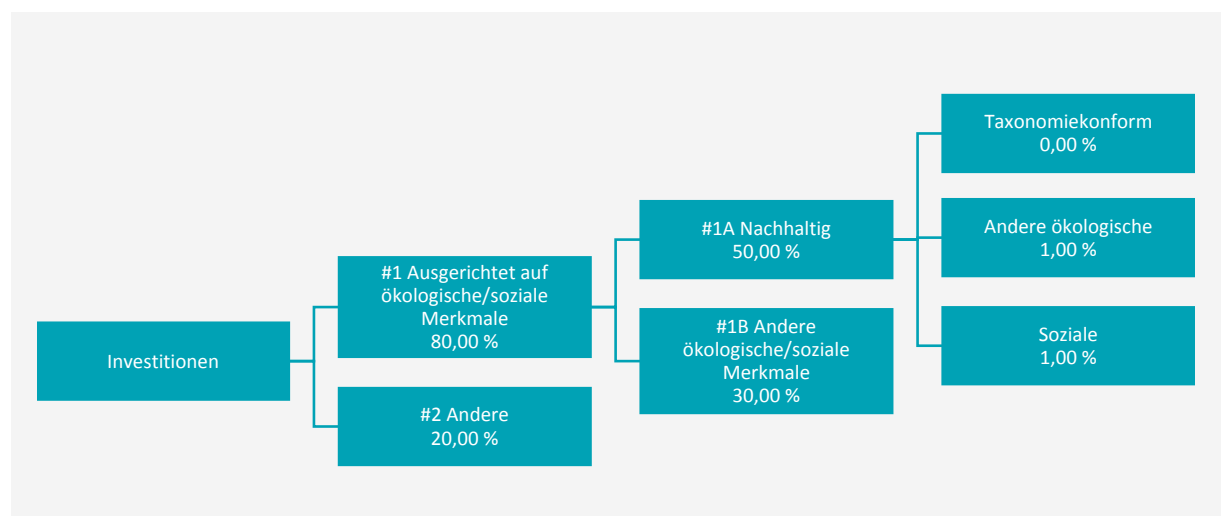 Investitionen
#1 Ausgerichtet auf
ökologische/soziale
Merkmale
80,00 %
#2 Andere
20,00 %
#1A Nachhaltig
50,00 %
#1B Andere
ökologische/soziale
Merkmale
30,00 %
Taxonomiekonform
0,00 %
Andere ökologische
1,00 %
Soziale
1,00 %